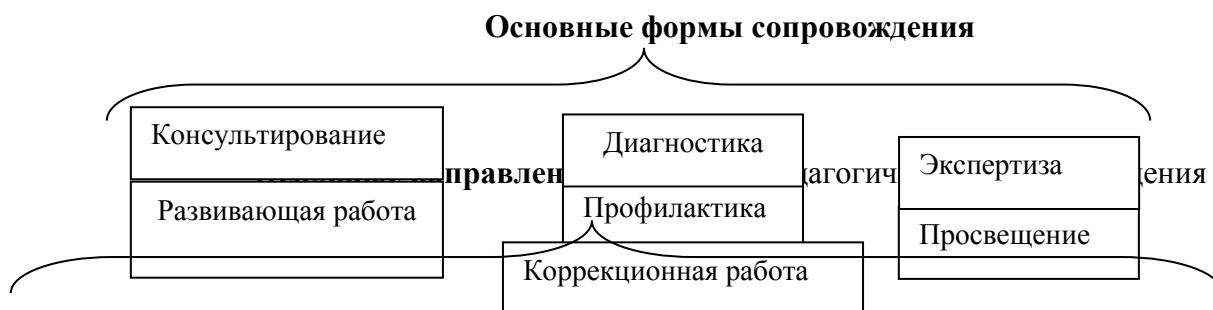 Основные формы сопровождения
Консультирование
Диагностика
Экспертиза
Развивающая работа
Профилактика
Просвещение
Коррекционная работа